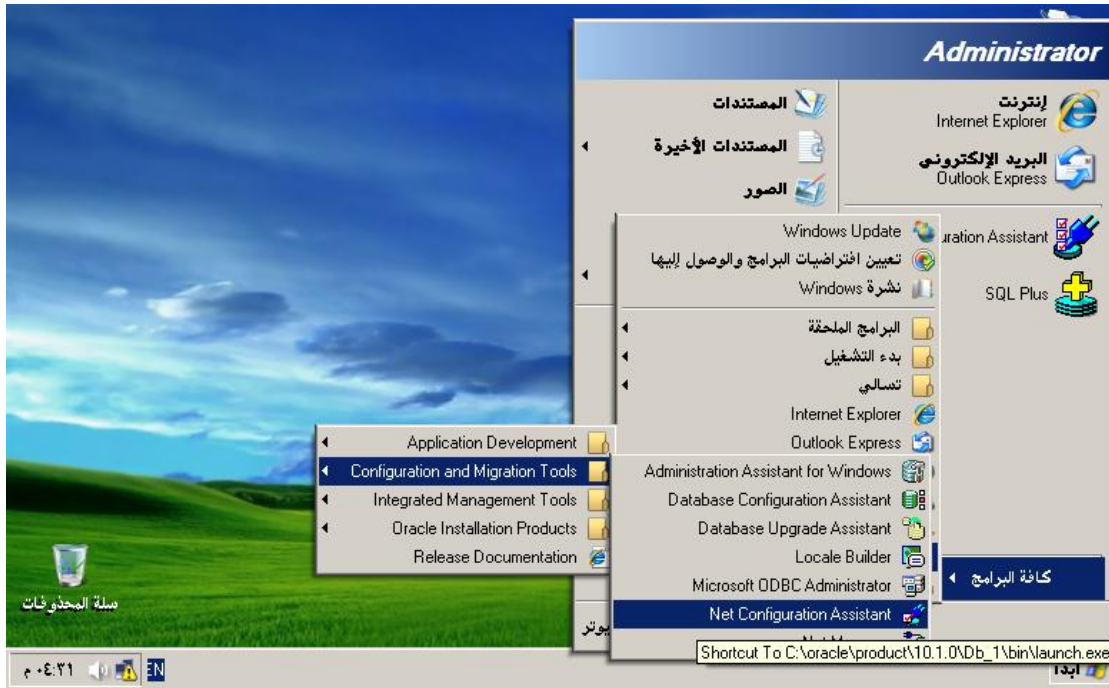 Administrator
إنترنت
Internet Explorer
البريد الإلكتروني
Outlook Express
uration Assistant
SQL Plus
كافة البرامج
المستندات
المستندات الأخيرة
الصور
Windows Update
تعيين افتراضيات البرامج والوصول إليها
نشرة Windows
البرامج الملحقة
بدء التشغيل
تسالي
Internet Explorer
Outlook Express
Application Development
Configuration and Migration Tools
Integrated Management Tools
Oracle Installation Products
Release Documentation
Administration Assistant for Windows
Database Configuration Assistant
Database Upgrade Assistant
Locale Builder
Microsoft ODBC Administrator
Net Configuration Assistant
Shortcut To C:\oracle\product\10.1.0\Db_1\bin\launch.exe
سلة المحذوفات
ابدأ
EN
٠٤:٣١ م